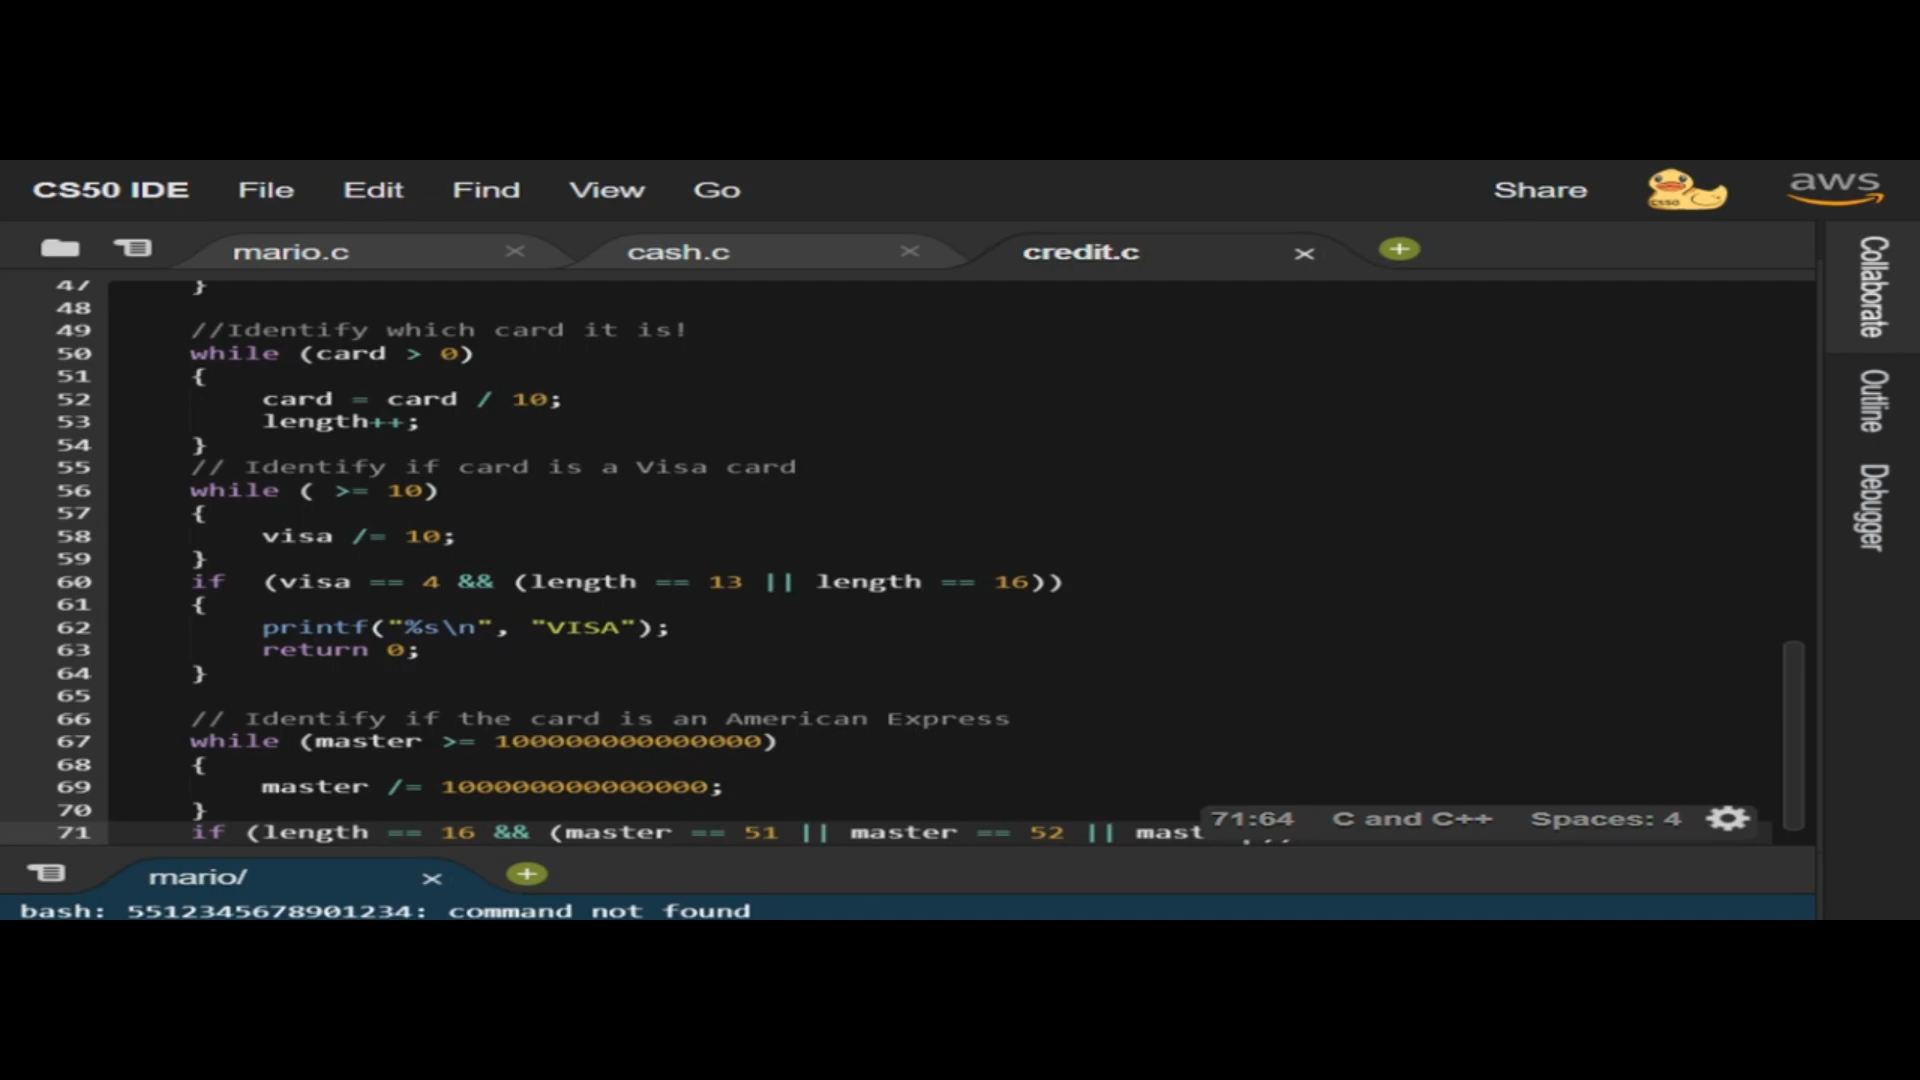 CS50 IDE File Edit Find View Go Share CS50 aws
mario.c × cash.c × credit.c × +
47 }
48
49 //Identify which card it is!
50 while (card > 0)
51 {
52 card = card / 10;
53 length++;
54 }
55 // Identify if card is a Visa card
56 while ( >= 10)
57 {
58 visa /= 10;
59 }
60 if (visa == 4 && (length == 13 || length == 16))
61 {
62 printf("%s\n", "VISA");
63 return 0;
64 }
65
66 // Identify if the card is an American Express
67 while (master >= 100000000000000)
68 {
69 master /= 100000000000000;
70 }
71 if (length == 16 && (master == 51 || master == 52 || mast
71:64 C and C++ Spaces: 4
mario/ × +
bash: 5512345678901234: command not found
Collaborate
Outline
Debugger